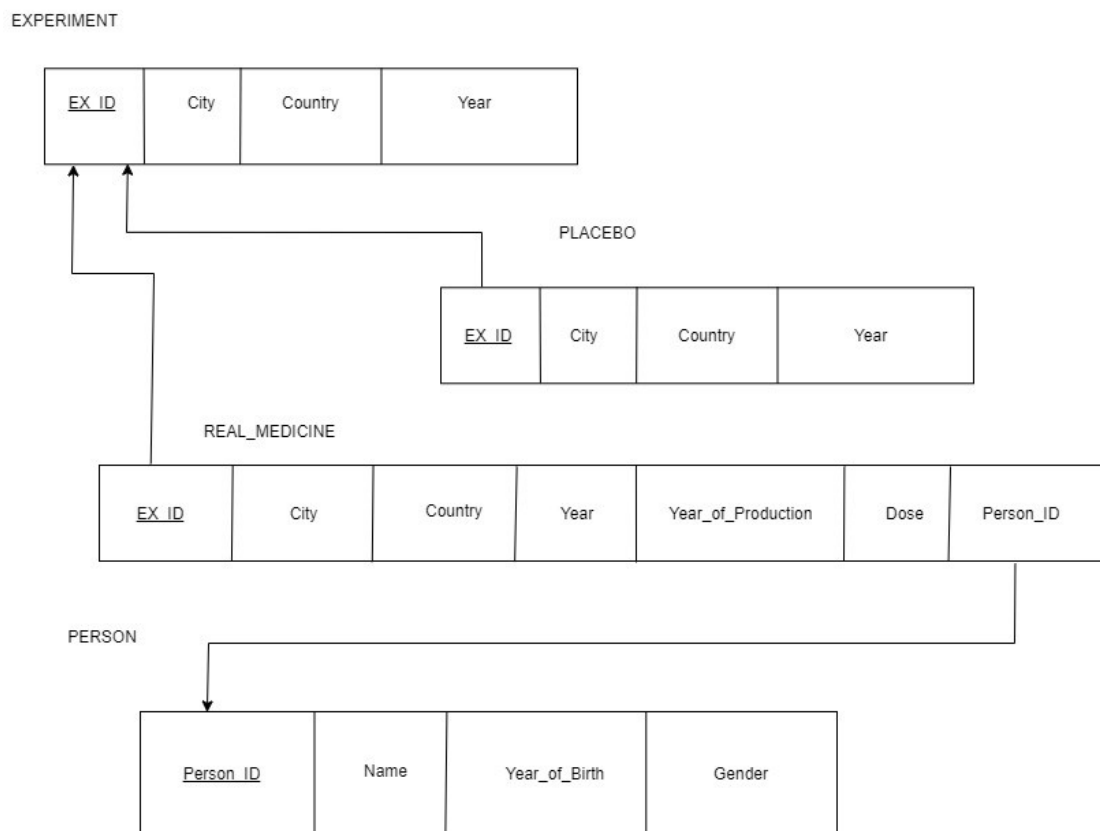 EXPERIMENT
EX_ID City Country Year
PLACEBO
EX_ID City Country Year
REAL_MEDICINE
EX_ID City Country Year Year_of_Production Dose Person_ID
PERSON
Person_ID Name Year_of_Birth Gender